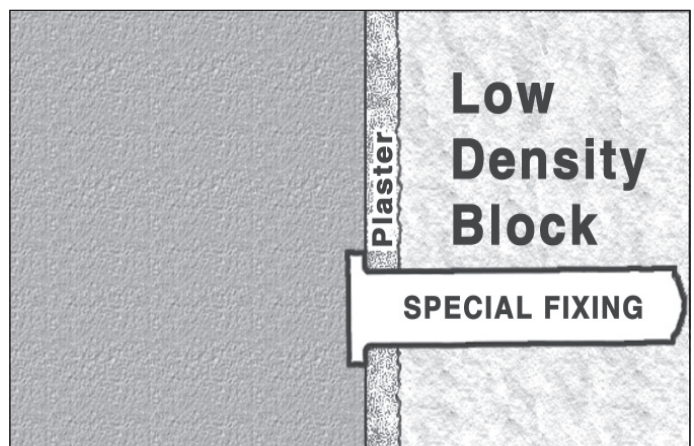 Low
Density
Block
Plaster
SPECIAL FIXING